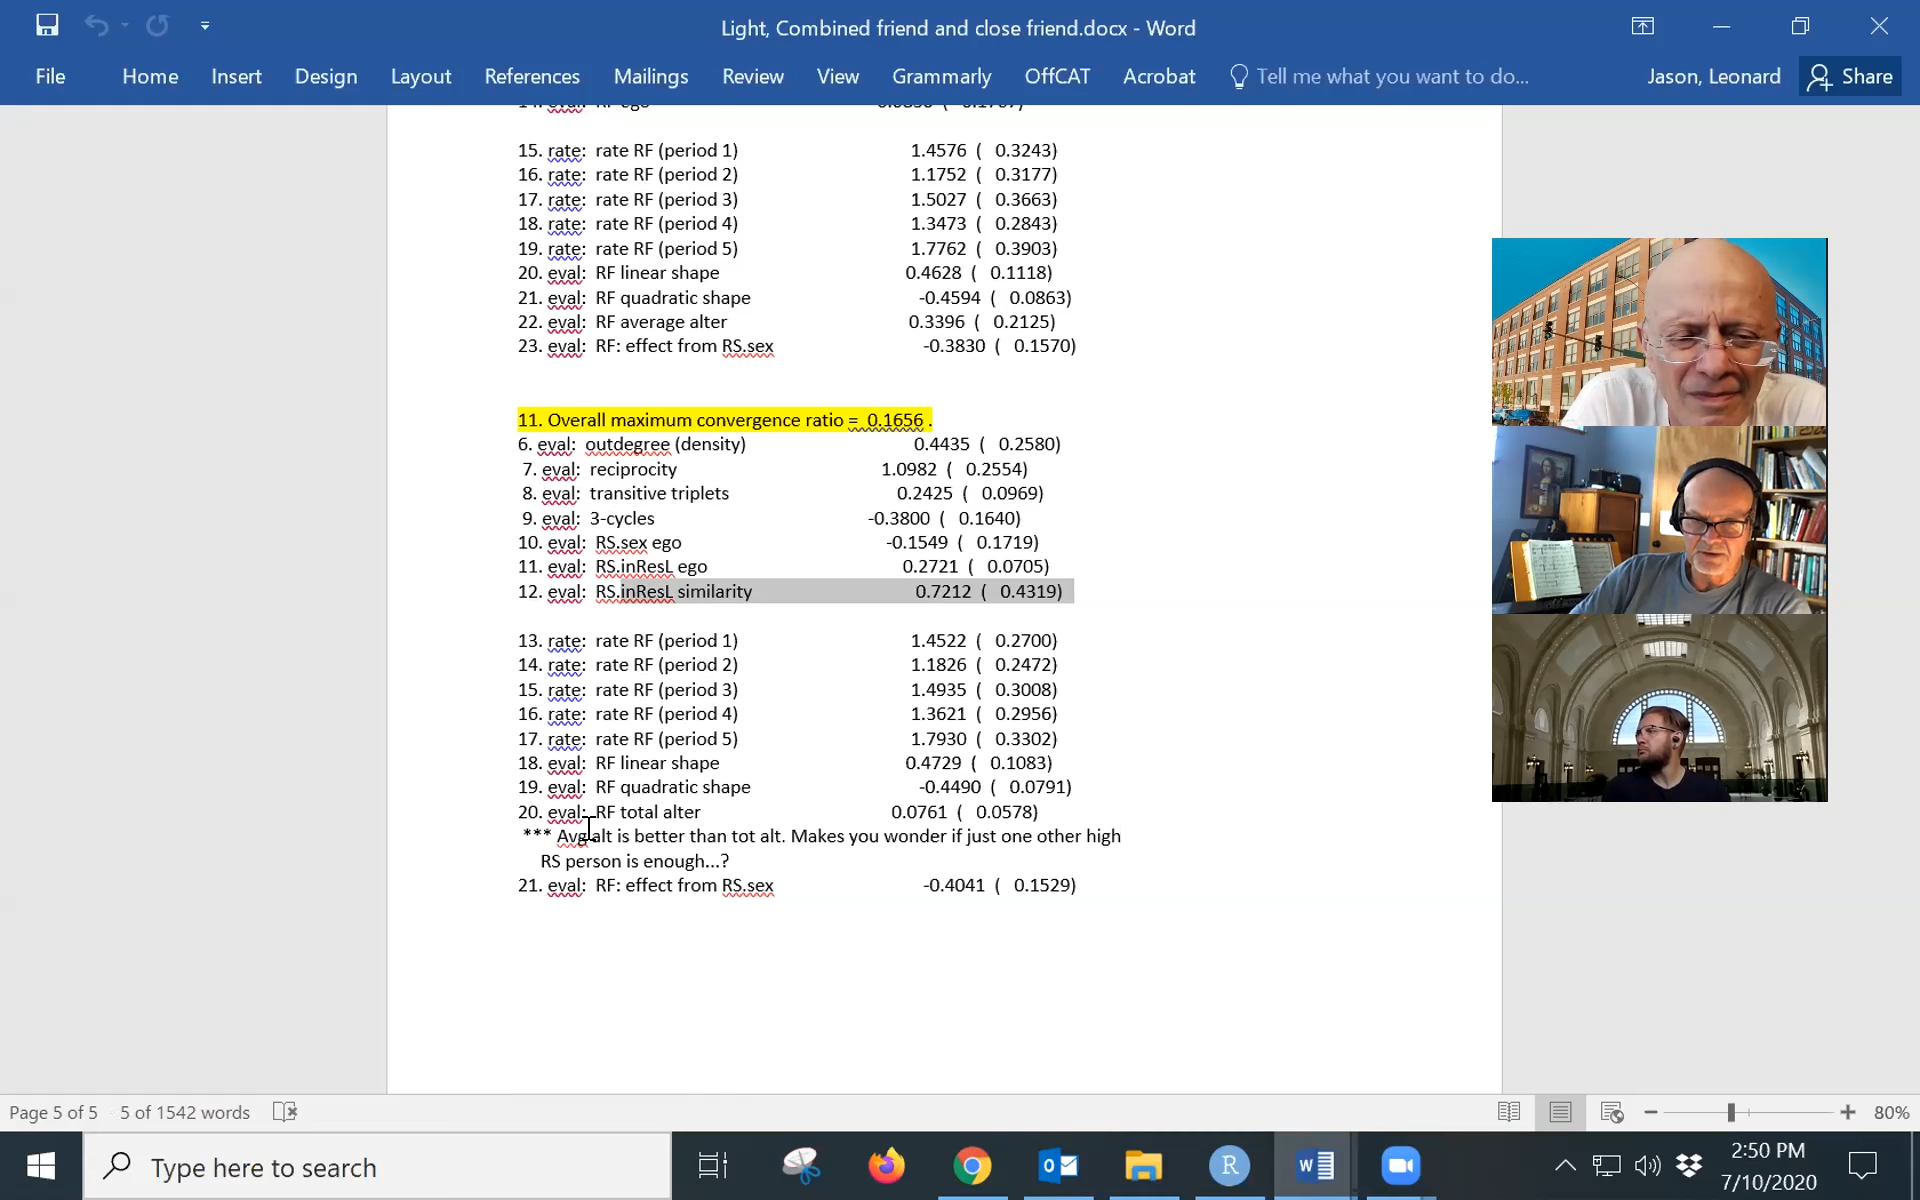 Light, Combined friend and close friend.docx - Word
File Home Insert Design Layout References Mailings Review View Grammarly OffCAT Acrobat Tell me what you want to do... Jason, Leonard Share
15. rate: rate RF (period 1) 1.4576 ( 0.3243)
16. rate: rate RF (period 2) 1.1752 ( 0.3177)
17. rate: rate RF (period 3) 1.5027 ( 0.3663)
18. rate: rate RF (period 4) 1.3473 ( 0.2843)
19. rate: rate RF (period 5) 1.7762 ( 0.3903)
20. eval: RF linear shape 0.4628 ( 0.1118)
21. eval: RF quadratic shape -0.4594 ( 0.0863)
22. eval: RF average alter 0.3396 ( 0.2125)
23. eval: RF: effect from RS.sex -0.3830 ( 0.1570)
11. Overall maximum convergence ratio = 0.1656 .
6. eval: outdegree (density) 0.4435 ( 0.2580)
7. eval: reciprocity 1.0982 ( 0.2554)
8. eval: transitive triplets 0.2425 ( 0.0969)
9. eval: 3-cycles -0.3800 ( 0.1640)
10. eval: RS.sex ego -0.1549 ( 0.1719)
11. eval: RS.inResL ego 0.2721 ( 0.0705)
12. eval: RS.inResL similarity 0.7212 ( 0.4319)
13. rate: rate RF (period 1) 1.4522 ( 0.2700)
14. rate: rate RF (period 2) 1.1826 ( 0.2472)
15. rate: rate RF (period 3) 1.4935 ( 0.3008)
16. rate: rate RF (period 4) 1.3621 ( 0.2956)
17. rate: rate RF (period 5) 1.7930 ( 0.3302)
18. eval: RF linear shape 0.4729 ( 0.1083)
19. eval: RF quadratic shape -0.4490 ( 0.0791)
20. eval: RF total alter 0.0761 ( 0.0578)
*** Avg alt is better than tot alt. Makes you wonder if just one other high
RS person is enough...?
21. eval: RF: effect from RS.sex -0.4041 ( 0.1529)
Page 5 of 5 5 of 1542 words 80%
Type here to search
2:50 PM
7/10/2020